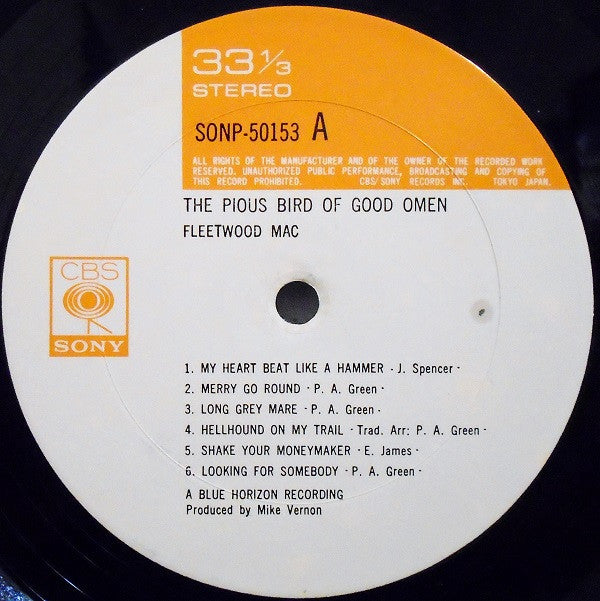 33 1/3
STEREO
SONP-50153 A
ALL RIGHTS OF THE MANUFACTURER AND OF THE OWNER OF THE RECORDED WORK
RESERVED. UNAUTHORIZED PUBLIC PERFORMANCE, BROADCASTING AND COPYING OF
THIS RECORD PROHIBITED. CBS/SONY RECORDS INC. TOKYO JAPAN.
THE PIOUS BIRD OF GOOD OMEN
FLEETWOOD MAC
CBS
SONY
1. MY HEART BEAT LIKE A HAMMER - J. Spencer -
2. MERRY GO ROUND - P. A. Green -
3. LONG GREY MARE - P. A. Green -
4. HELLHOUND ON MY TRAIL - Trad. Arr: P. A. Green -
5. SHAKE YOUR MONEYMAKER - E. James -
6. LOOKING FOR SOMEBODY - P. A. Green -
A BLUE HORIZON RECORDING
Produced by Mike Vernon